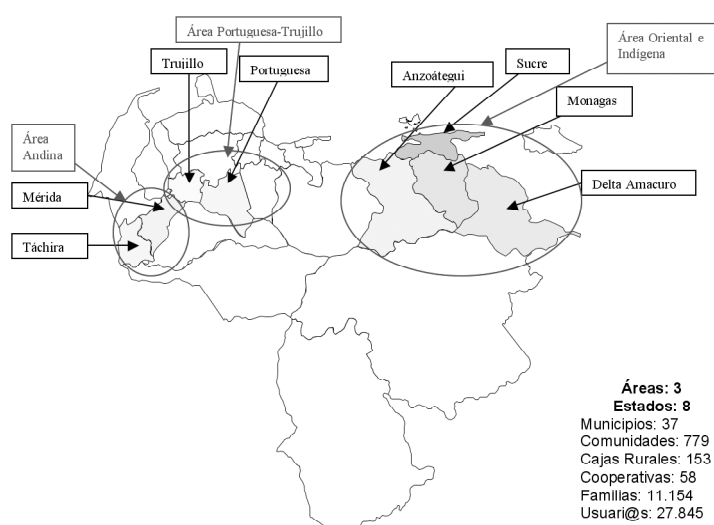 Área Portuguesa-Trujillo
Área Oriental e
Indígena
Trujillo
Portuguesa
Anzoátegui
Sucre
Monagas
Área
Andina
Mérida
Delta Amacuro
Táchira
Áreas: 3
Estados: 8
Municipios: 37
Comunidades: 779
Cajas Rurales: 153
Cooperativas: 58
Familias: 11.154
Usuari@s: 27.845